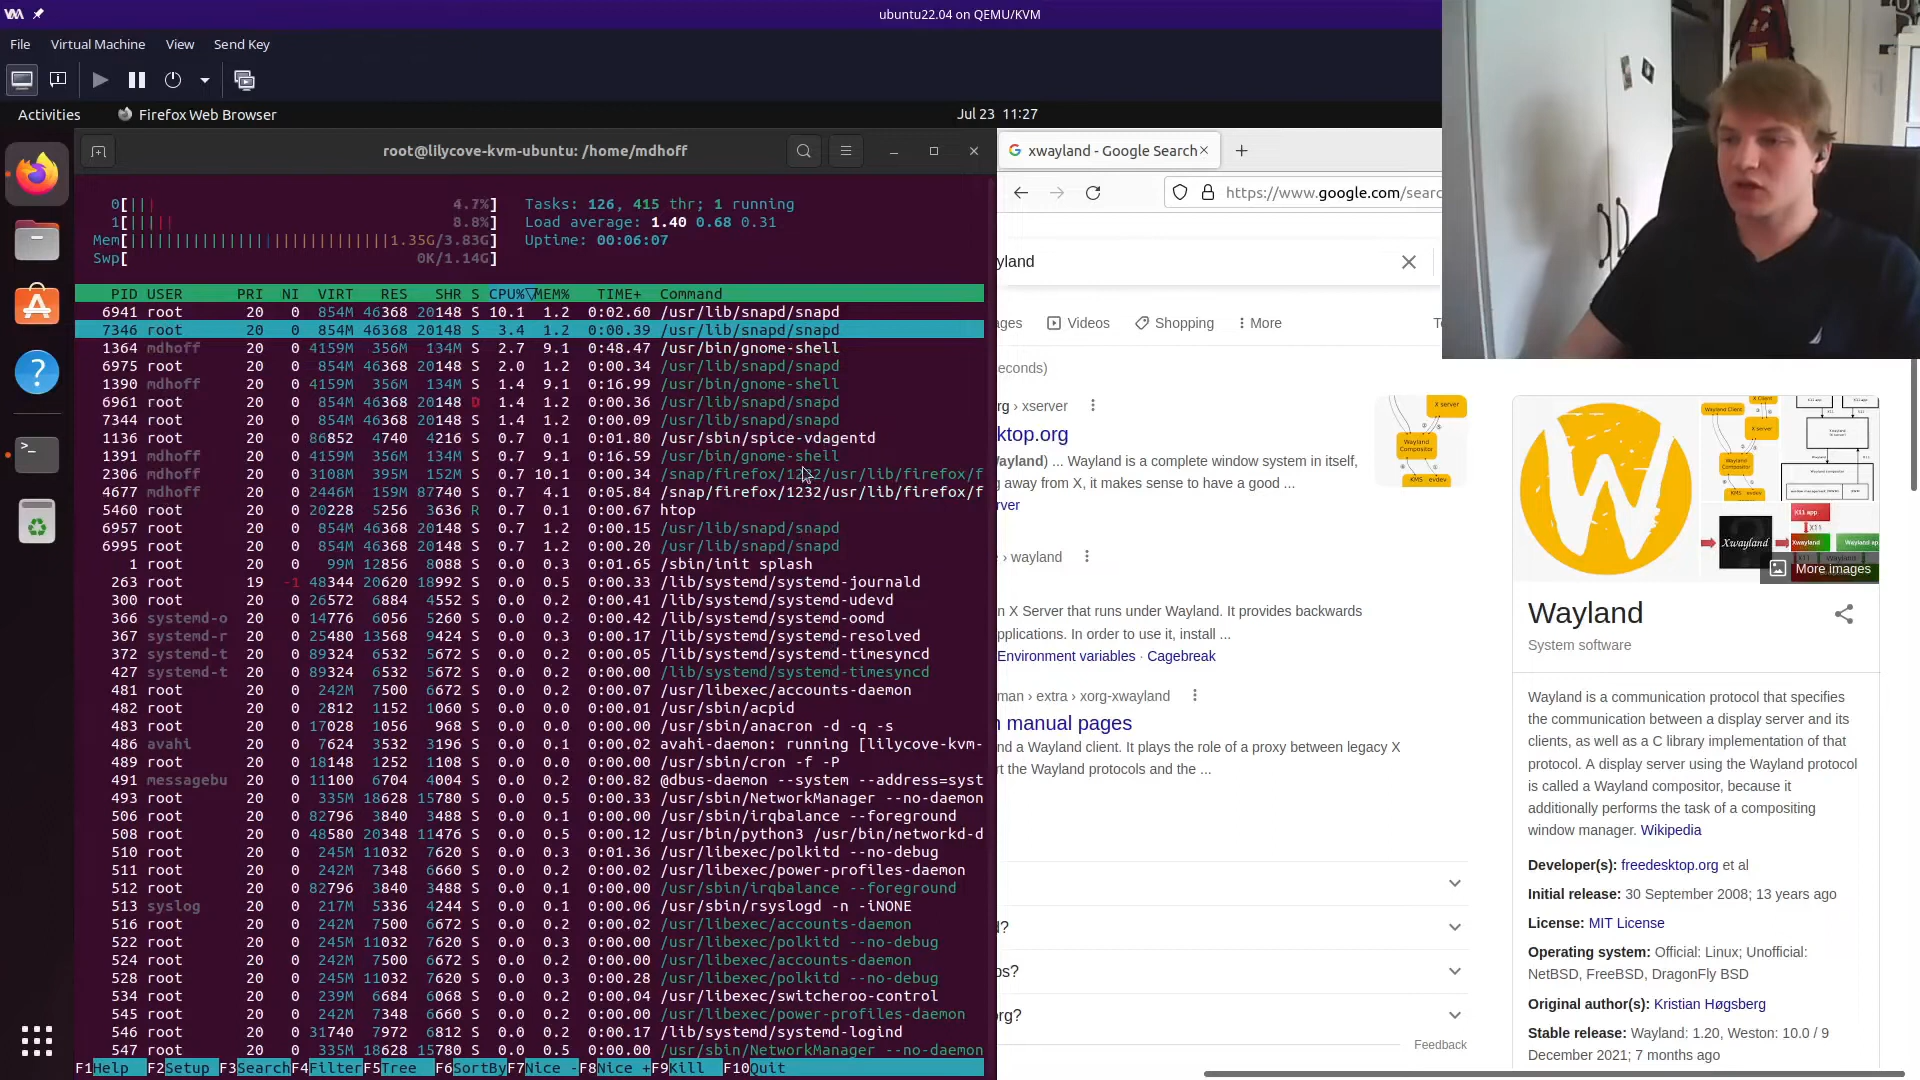 ubuntu22.04 on QEMU/KVM
File Virtual Machine View Send Key
Activities Firefox Web Browser Jul 23 11:27
root@lilycove-kvm-ubuntu: /home/mdhoff
0[||| 4.7%] Tasks: 126, 415 thr; 1 running
1[||||| 8.8%] Load average: 1.40 0.68 0.31
Mem[|||||||||||||||||||||||||||||1.35G/3.83G] Uptime: 00:06:07
Swp[ 0K/1.14G]
PID USER PRI NI VIRT RES SHR S CPU%▽MEM% TIME+ Command
6941 root 20 0 854M 46368 20148 S 10.1 1.2 0:02.60 /usr/lib/snapd/snapd
7346 root 20 0 854M 46368 20148 S 3.4 1.2 0:00.39 /usr/lib/snapd/snapd
1364 mdhoff 20 0 4159M 356M 134M S 2.7 9.1 0:48.47 /usr/bin/gnome-shell
6975 root 20 0 854M 46368 20148 S 2.0 1.2 0:00.34 /usr/lib/snapd/snapd
1390 mdhoff 20 0 4159M 356M 134M S 1.4 9.1 0:16.99 /usr/bin/gnome-shell
6961 root 20 0 854M 46368 20148 D 1.4 1.2 0:00.36 /usr/lib/snapd/snapd
7344 root 20 0 854M 46368 20148 S 1.4 1.2 0:00.09 /usr/lib/snapd/snapd
1136 root 20 0 86852 4740 4216 S 0.7 0.1 0:01.80 /usr/sbin/spice-vdagentd
1391 mdhoff 20 0 4159M 356M 134M S 0.7 9.1 0:16.59 /usr/bin/gnome-shell
2306 mdhoff 20 0 3108M 395M 152M S 0.7 10.1 0:00.34 /snap/firefox/1232/usr/lib/firefox/f
4677 mdhoff 20 0 2446M 159M 87740 S 0.7 4.1 0:05.84 /snap/firefox/1232/usr/lib/firefox/f
5460 root 20 0 20228 5256 3636 R 0.7 0.1 0:00.67 htop
6957 root 20 0 854M 46368 20148 S 0.7 1.2 0:00.15 /usr/lib/snapd/snapd
6995 root 20 0 854M 46368 20148 S 0.7 1.2 0:00.20 /usr/lib/snapd/snapd
1 root 20 0 99M 12856 8088 S 0.0 0.3 0:01.65 /sbin/init splash
263 root 19 -1 48344 20620 18992 S 0.0 0.5 0:00.33 /lib/systemd/systemd-journald
300 root 20 0 26572 6884 4552 S 0.0 0.2 0:00.41 /lib/systemd/systemd-udevd
366 systemd-o 20 0 14776 6056 5260 S 0.0 0.2 0:00.42 /lib/systemd/systemd-oomd
367 systemd-r 20 0 25480 13568 9424 S 0.0 0.3 0:00.17 /lib/systemd/systemd-resolved
372 systemd-t 20 0 89324 6532 5672 S 0.0 0.2 0:00.05 /lib/systemd/systemd-timesyncd
427 systemd-t 20 0 89324 6532 5672 S 0.0 0.2 0:00.00 /lib/systemd/systemd-timesyncd
481 root 20 0 242M 7500 6672 S 0.0 0.2 0:00.07 /usr/libexec/accounts-daemon
482 root 20 0 2812 1152 1060 S 0.0 0.0 0:00.01 /usr/sbin/acpid
483 root 20 0 17028 1056 968 S 0.0 0.0 0:00.00 /usr/sbin/anacron -d -q -s
486 avahi 20 0 7624 3532 3196 S 0.0 0.1 0:00.02 avahi-daemon: running [lilycove-kvm-
489 root 20 0 18148 1252 1108 S 0.0 0.0 0:00.00 /usr/sbin/cron -f -P
491 messagebu 20 0 11100 6704 4004 S 0.0 0.2 0:00.82 @dbus-daemon --system --address=syst
493 root 20 0 335M 18628 15780 S 0.0 0.5 0:00.33 /usr/sbin/NetworkManager --no-daemon
506 root 20 0 82796 3840 3488 S 0.0 0.1 0:00.00 /usr/sbin/irqbalance --foreground
508 root 20 0 48580 20348 11476 S 0.0 0.5 0:00.12 /usr/bin/python3 /usr/bin/networkd-d
510 root 20 0 245M 11032 7620 S 0.0 0.3 0:01.36 /usr/libexec/polkitd --no-debug
511 root 20 0 242M 7348 6660 S 0.0 0.2 0:00.02 /usr/libexec/power-profiles-daemon
512 root 20 0 82796 3840 3488 S 0.0 0.1 0:00.00 /usr/sbin/irqbalance --foreground
513 syslog 20 0 217M 5336 4244 S 0.0 0.1 0:00.06 /usr/sbin/rsyslogd -n -iNONE
516 root 20 0 242M 7500 6672 S 0.0 0.2 0:00.02 /usr/libexec/accounts-daemon
522 root 20 0 245M 11032 7620 S 0.0 0.3 0:00.00 /usr/libexec/polkitd --no-debug
524 root 20 0 242M 7500 6672 S 0.0 0.2 0:00.00 /usr/libexec/accounts-daemon
528 root 20 0 245M 11032 7620 S 0.0 0.3 0:00.28 /usr/libexec/polkitd --no-debug
534 root 20 0 239M 6684 6068 S 0.0 0.2 0:00.04 /usr/libexec/switcheroo-control
545 root 20 0 242M 7348 6660 S 0.0 0.2 0:00.00 /usr/libexec/power-profiles-daemon
546 root 20 0 31740 7972 6812 S 0.0 0.2 0:00.17 /lib/systemd/systemd-logind
547 root 20 0 335M 18628 15780 S 0.0 0.5 0:00.00 /usr/sbin/NetworkManager --no-daemon
F1Help F2Setup F3SearchF4FilterF5Tree F6SortByF7Nice -F8Nice +F9Kill F10Quit
xwayland - Google Search
https://www.google.com/searc
yland
ges Videos Shopping More
econds)
rg › xserver
ktop.org
ayland) ... Wayland is a complete window system in itself,
g away from X, it makes sense to have a good ...
rver
› wayland
n X Server that runs under Wayland. It provides backwards
pplications. In order to use it, install ...
Environment variables · Cagebreak
man › extra › xorg-xwayland
n manual pages
nd a Wayland client. It plays the role of a proxy between legacy X
rt the Wayland protocols and the ...
d?
os?
org?
Feedback
X server
Wayland Compositor
KMS evdev
Wayland Client
X Client
X server
Wayland Compositor
KMS evdev
X11 app
X11
Xwayland
Xwayland
Wayland ap
More images
Wayland
System software
Wayland is a communication protocol that specifies
the communication between a display server and its
clients, as well as a C library implementation of that
protocol. A display server using the Wayland protocol
is called a Wayland compositor, because it
additionally performs the task of a compositing
window manager. Wikipedia
Developer(s): freedesktop.org et al
Initial release: 30 September 2008; 13 years ago
License: MIT License
Operating system: Official: Linux; Unofficial:
NetBSD, FreeBSD, DragonFly BSD
Original author(s): Kristian Høgsberg
Stable release: Wayland: 1.20, Weston: 10.0 / 9
December 2021; 7 months ago